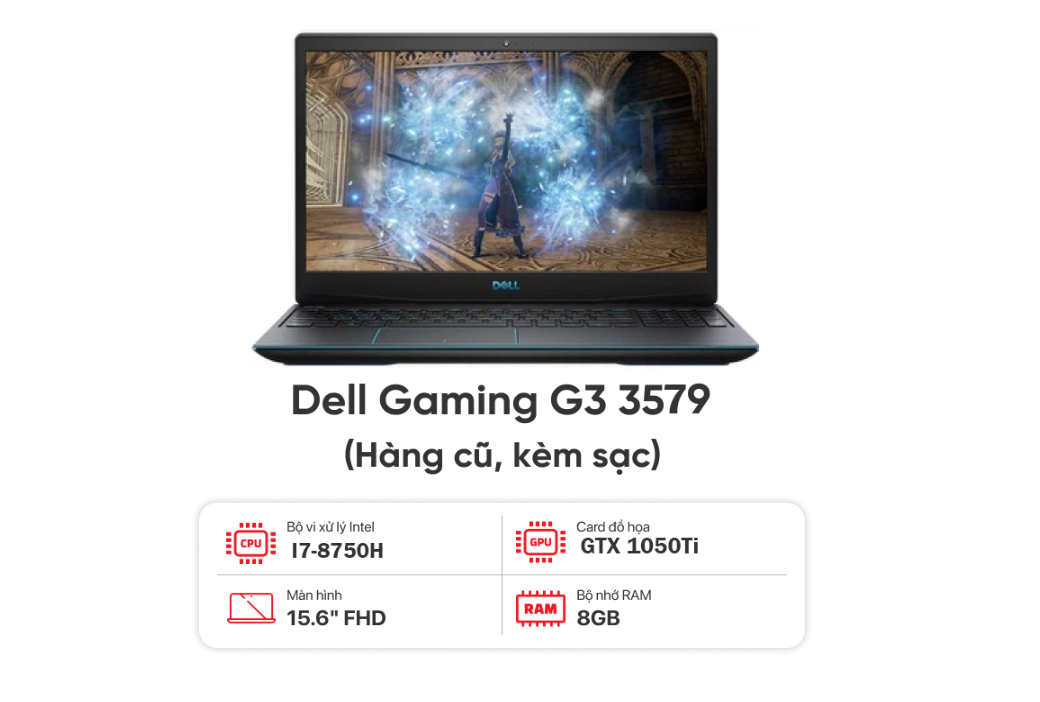 DELL
Dell Gaming G3 3579
(Hàng cũ, kèm sạc)
CPU
Bộ vi xử lý Intel
I7-8750H
GPU
Card đồ họa
GTX 1050Ti
Màn hình
15.6" FHD
RAM
Bộ nhớ RAM
8GB